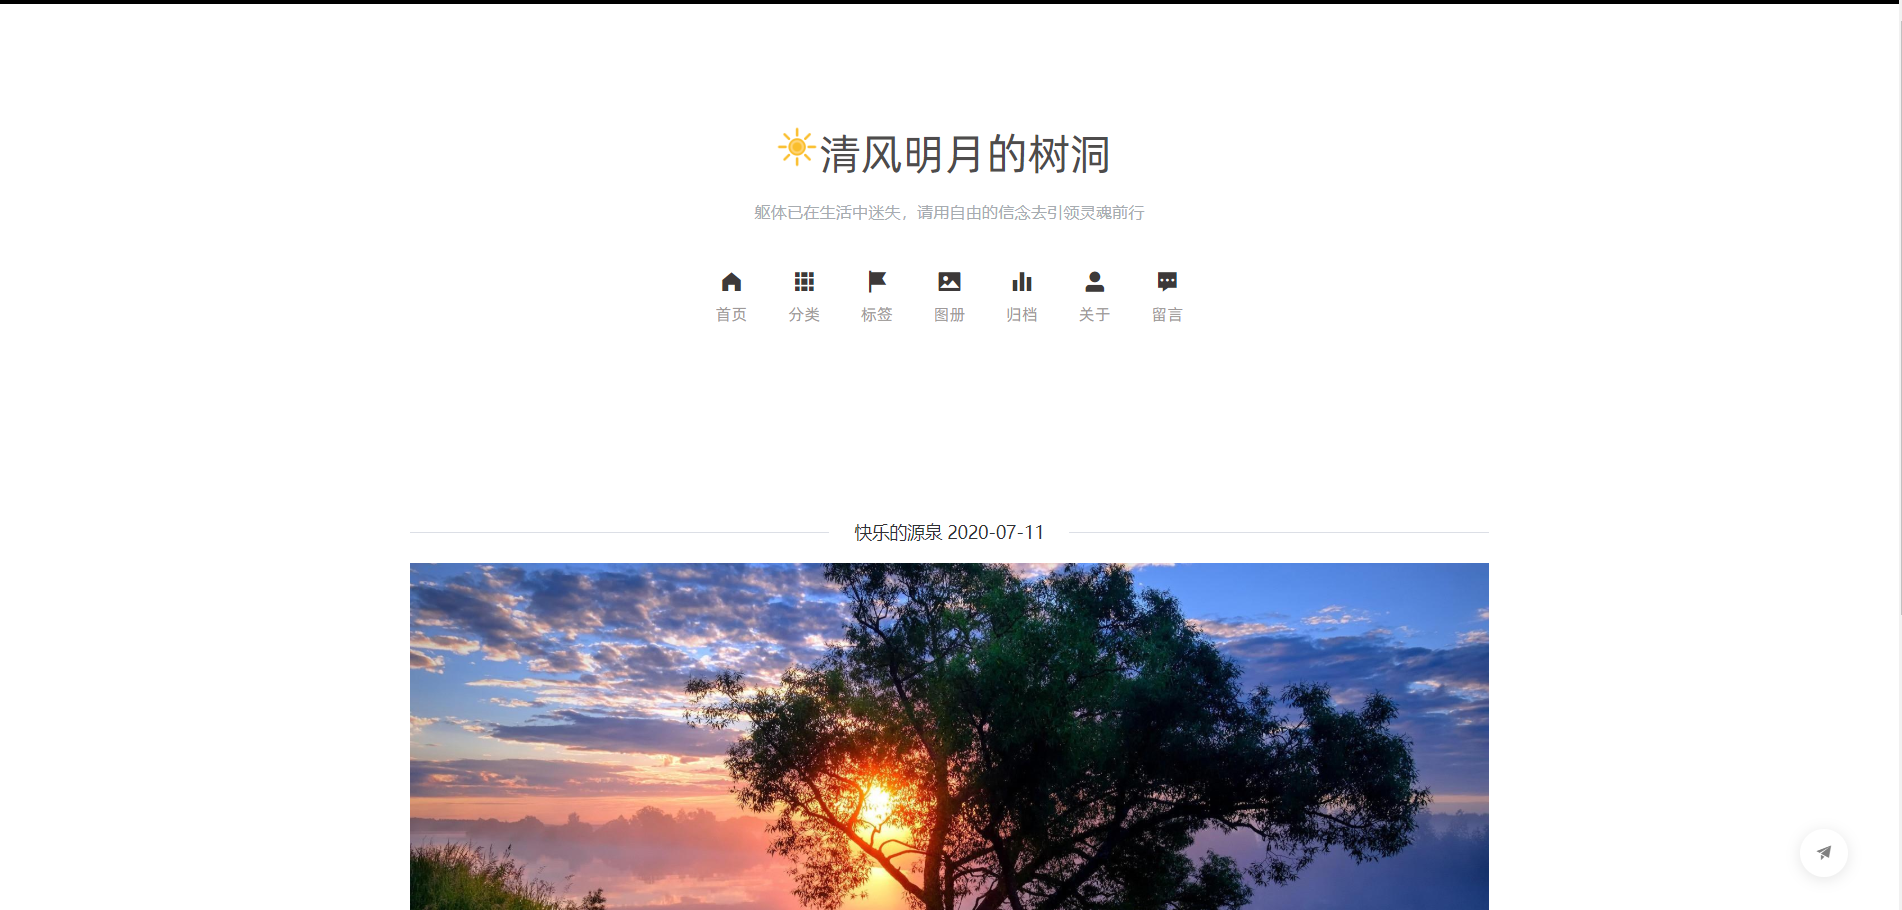 清风明月的树洞
躯体已在生活中迷失，请用自由的信念去引领灵魂前行
首页 分类 标签 图册 归档 关于 留言
快乐的源泉 2020-07-11